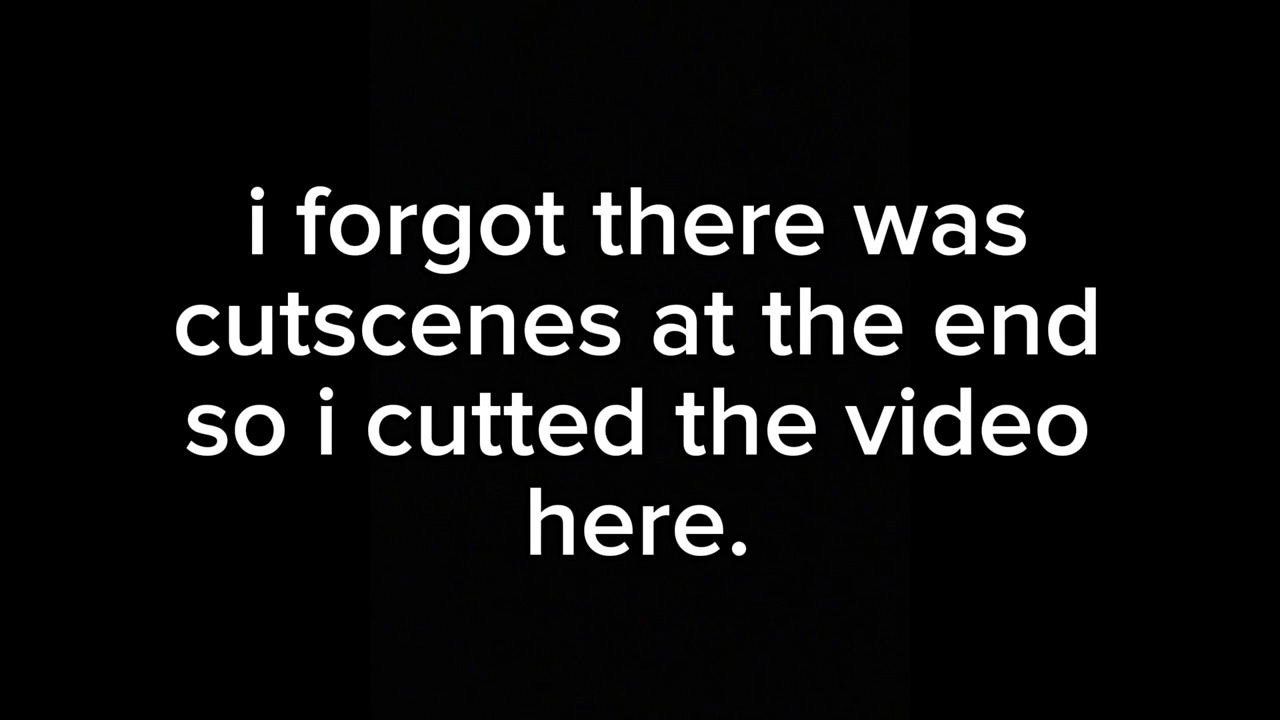 i forgot there was
cutscenes at the end
so i cutted the video
here.